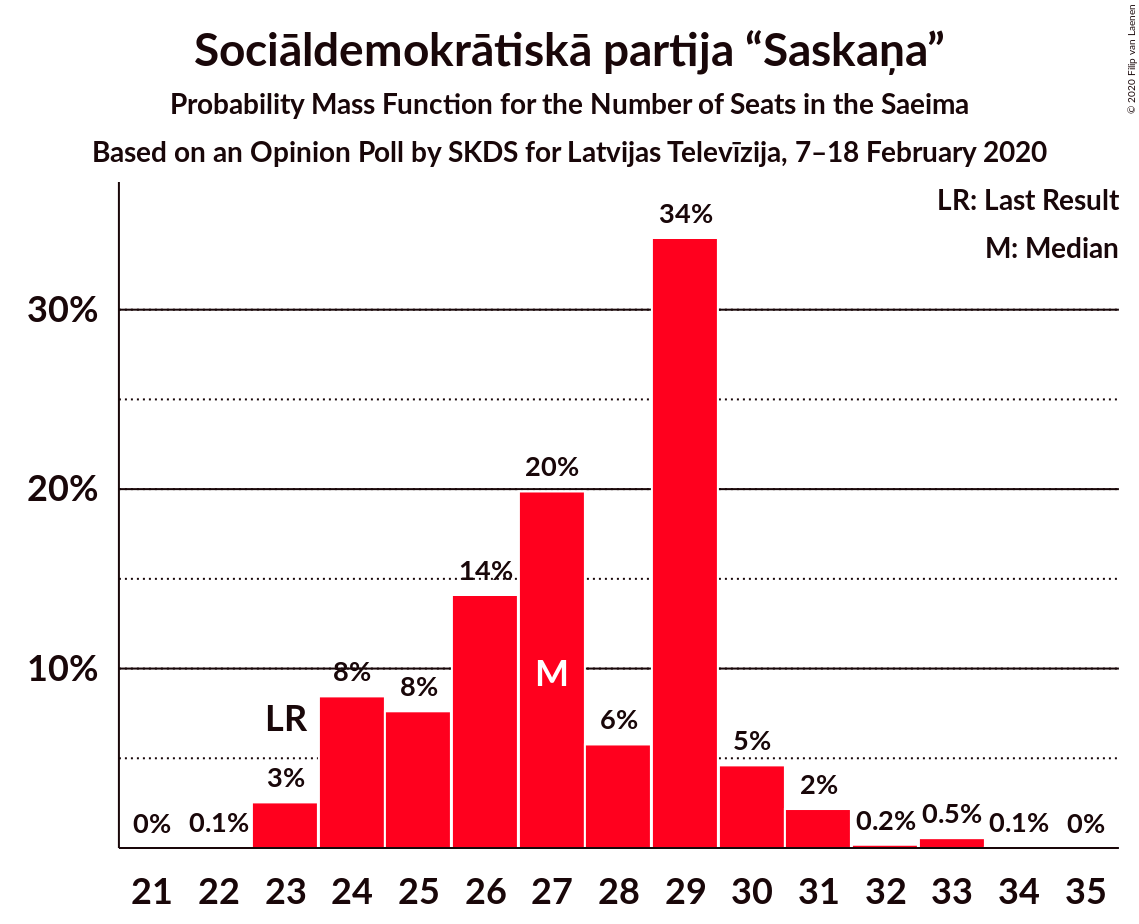 Sociāldemokrātiskā partija “Saskaņa”
Probability Mass Function for the Number of Seats in the Saeima
Based on an Opinion Poll by SKDS for Latvijas Televīzija, 7–18 February 2020
© 2020 Filip van Laenen
LR: Last Result
M: Median
34%
30%
20%
20%
14%
10%
8%
8%
M
LR
6%
5%
3%
2%
0%
0.1%
0.2%
0.5%
0.1%
0%
21 22 23 24 25 26 27 28 29 30 31 32 33 34 35